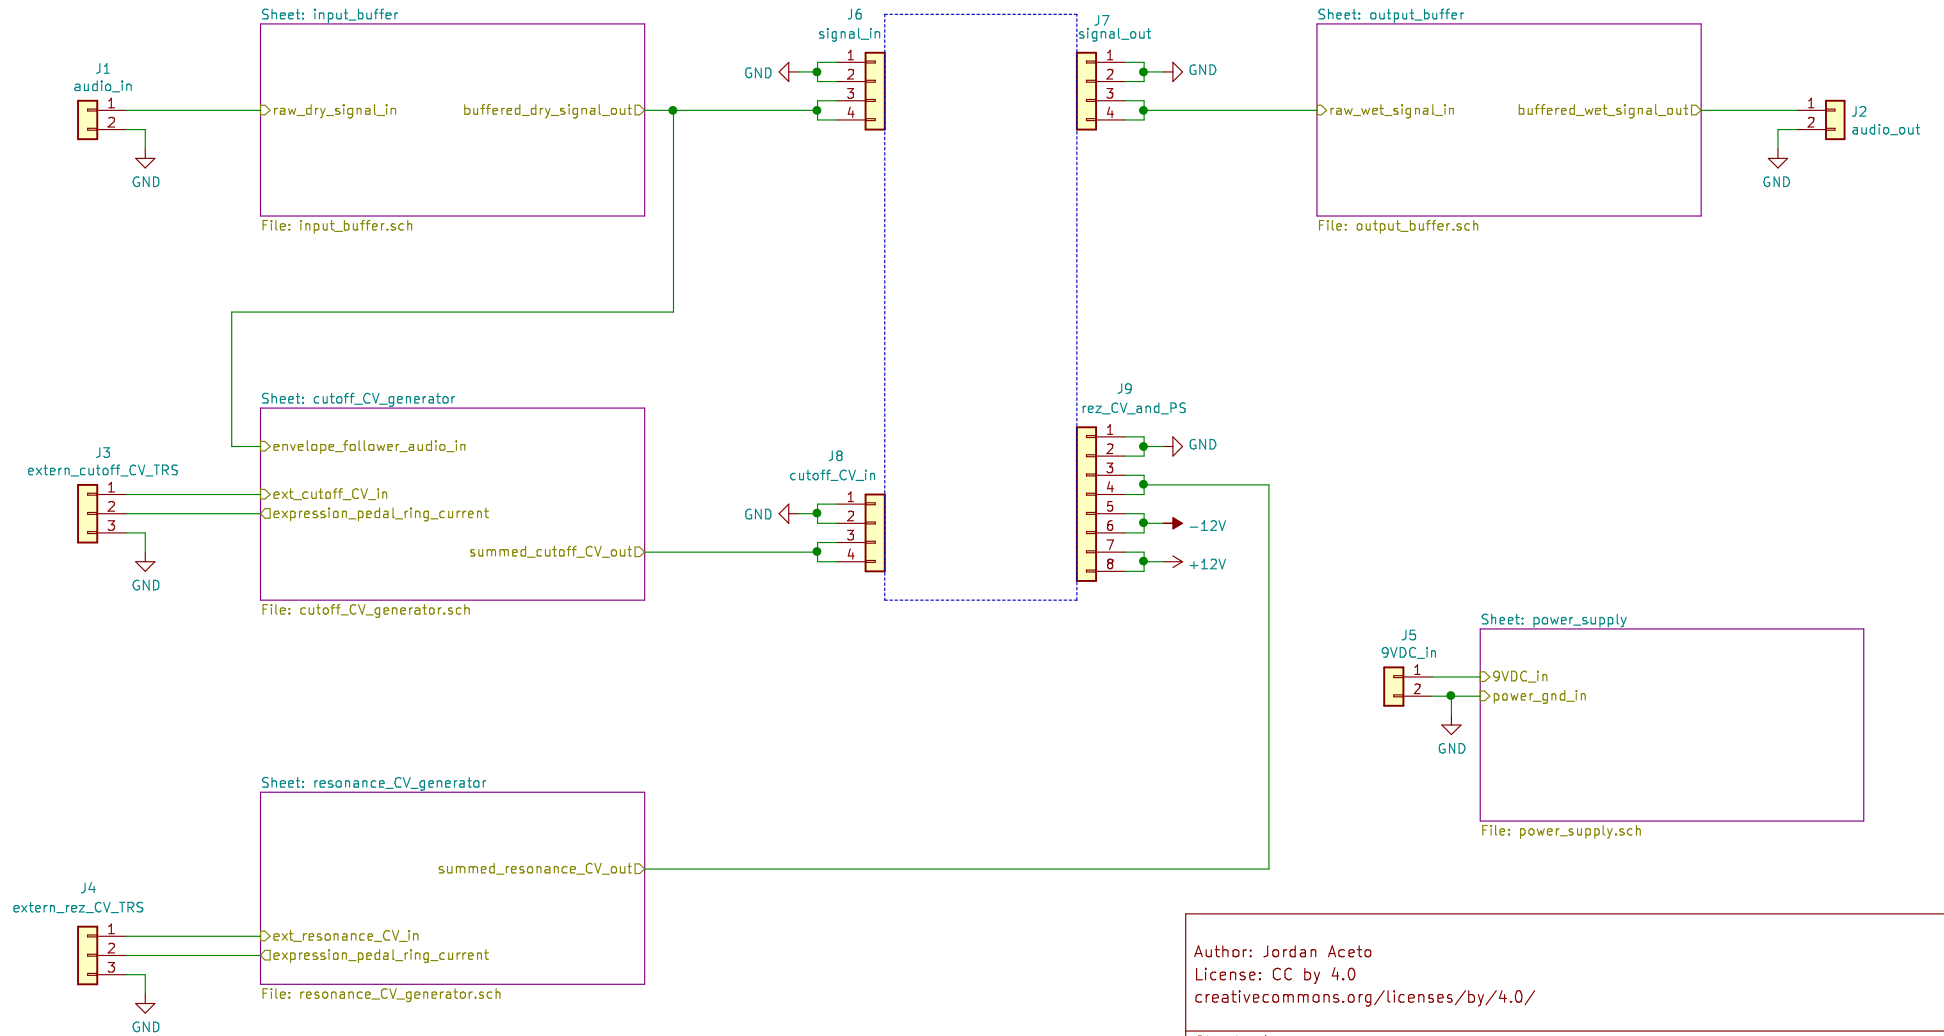 Sheet: input_buffer
J1
audio_in
1
2
GND
raw_dry_signal_in
buffered_dry_signal_out
File: input_buffer.sch
J6
signal_in
GND
1
2
3
4
J7
signal_out
1
2
3
4
GND
Sheet: output_buffer
raw_wet_signal_in
buffered_wet_signal_out
File: output_buffer.sch
1
2
J2
audio_out
GND
Sheet: cutoff_CV_generator
J3
extern_cutoff_CV_TRS
1
2
3
GND
envelope_follower_audio_in
ext_cutoff_CV_in
expression_pedal_ring_current
summed_cutoff_CV_out
File: cutoff_CV_generator.sch
J8
cutoff_CV_in
GND
1
2
3
4
J9
rez_CV_and_PS
1
2
3
4
5
6
7
8
GND
-12V
+12V
Sheet: power_supply
J5
9VDC_in
1
2
GND
9VDC_in
power_gnd_in
File: power_supply.sch
Sheet: resonance_CV_generator
J4
extern_rez_CV_TRS
1
2
3
GND
summed_resonance_CV_out
ext_resonance_CV_in
expression_pedal_ring_current
File: resonance_CV_generator.sch
Author: Jordan Aceto
License: CC by 4.0
creativecommons.org/licenses/by/4.0/